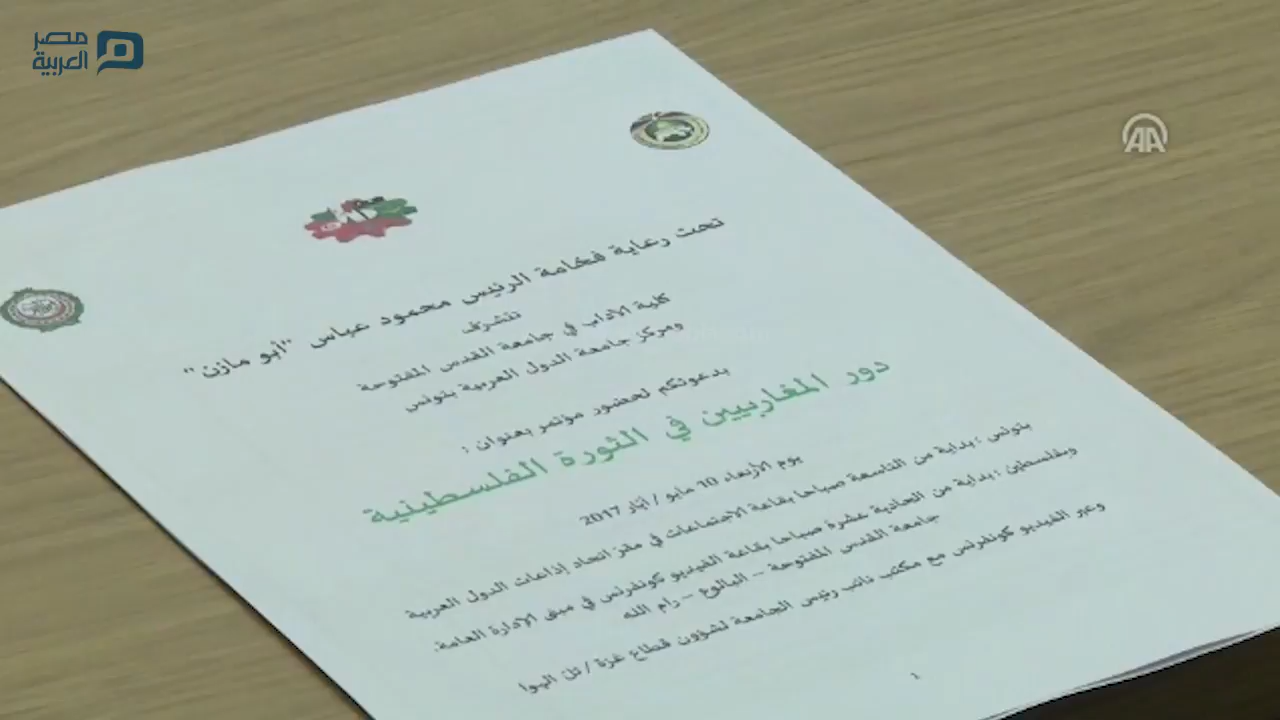 مصر
العربية
AA
تحت رعاية فخامة الرئيس محمود عباس "أبو مازن"
تتشرف
كلية الآداب في جامعة القدس المفتوحة
ومركز جامعة الدول العربية بتونس
بدعوتكم لحضور مؤتمر بعنوان :
دور المغاربيين في الثورة الفلسطينية
يوم الأربعاء 10 مايو / أيار 2017
بتونس : بداية من التاسعة صباحا بقاعة الاجتماعات في مقر اتحاد إذاعات الدول العربية
وبفلسطين : بداية من الحادية عشرة صباحا بقاعة الفيديو كونفرنس في مبنى الإدارة العامة.
جامعة القدس المفتوحة – البالوع – رام الله
وعبر الفيديو كونفرنس مع مكتب نائب رئيس الجامعة لشؤون قطاع غزة / تل الهوا